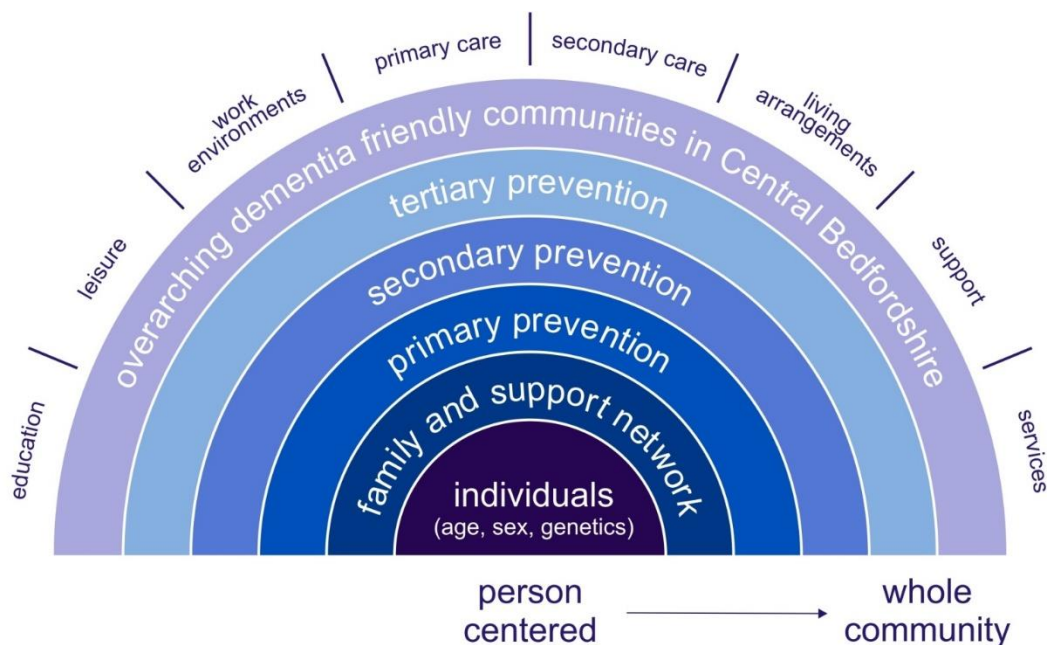 education
leisure
work
environments
primary care
secondary care
living
arrangements
support
services
overarching dementia friendly communities in Central Bedfordshire
tertiary prevention
secondary prevention
primary prevention
family and support network
individuals
(age, sex, genetics)
person
centered
whole
community